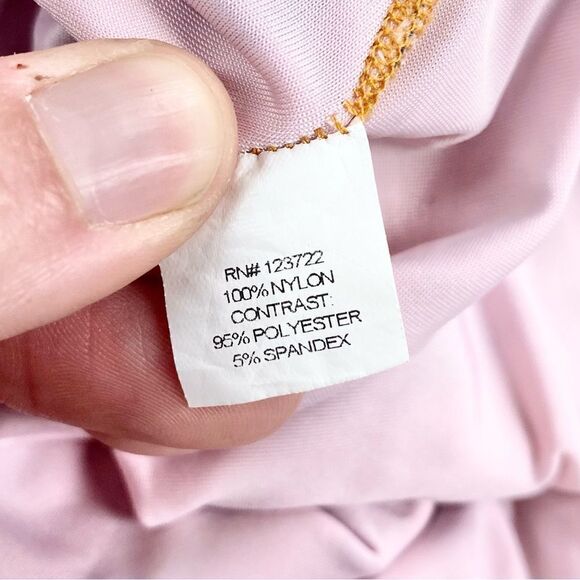 RN# 123722
100% NYLON
CONTRAST:
95% POLYESTER
5% SPANDEX